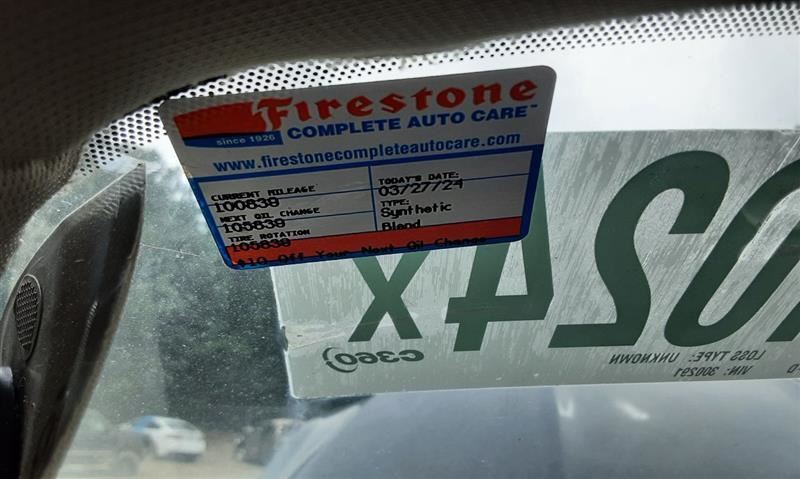 Firestone
COMPLETE AUTO CARE™
since 1926
www.firestonecompleteautocare.com
CURRENT MILEAGE
100839
TODAY'S DATE:
03/27/24
NEXT OIL CHANGE
105839
TYPE:
Synthetic
Blend
TIRE ROTATION
105839
$10 Off Your Next Oil Change
024X
C360
LOSS TYPE: UNKNOWN
VIN: 300291